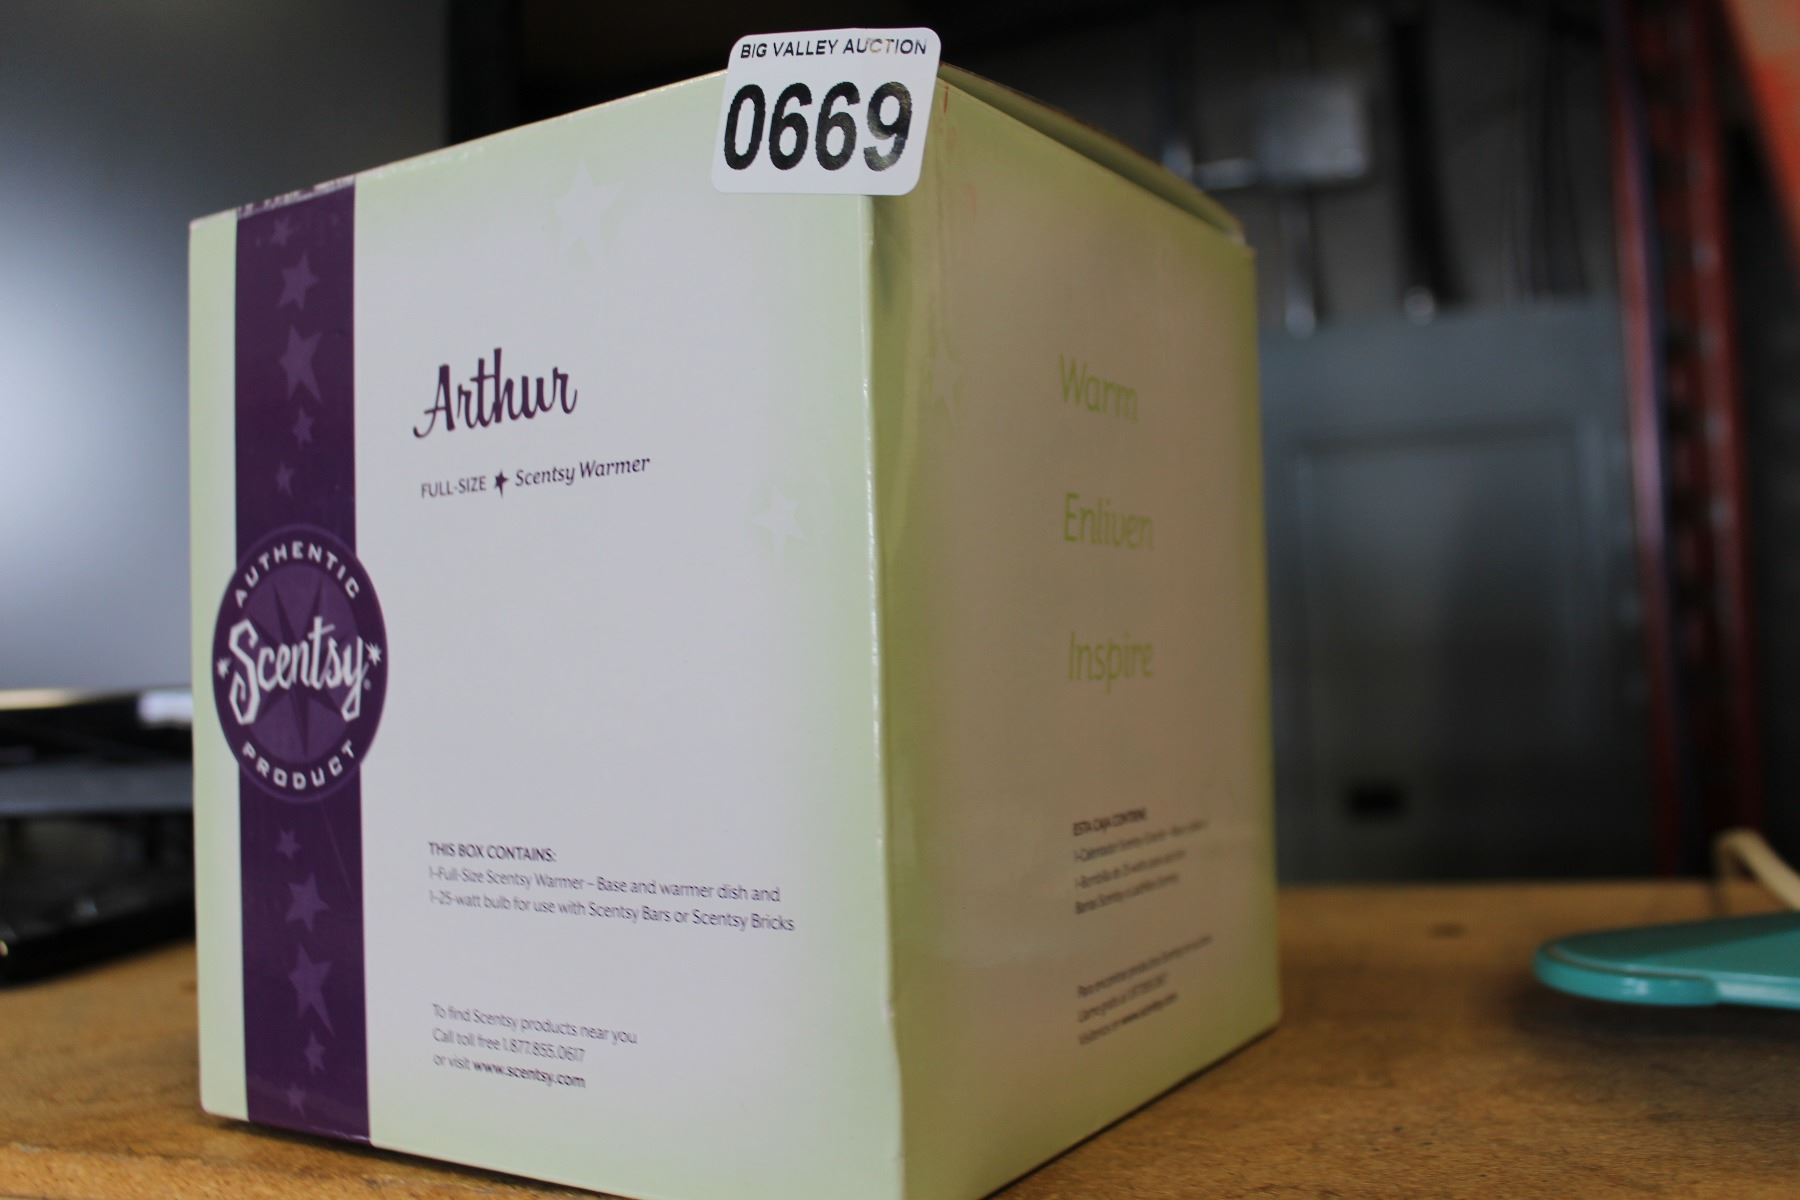 BIG VALLEY AUCTION
0669
Arthur
FULL-SIZE Scentsy Warmer
AUTHENTIC
Scentsy®
PRODUCT
THIS BOX CONTAINS:
1-Full-Size Scentsy Warmer – Base and warmer dish and
1-25-watt bulb for use with Scentsy Bars or Scentsy Bricks
To find Scentsy products near you
Call toll free 1.877.855.0617
or visit www.scentsy.com
Warm
Enliven
Inspire
ESTA CAJA CONTIENE